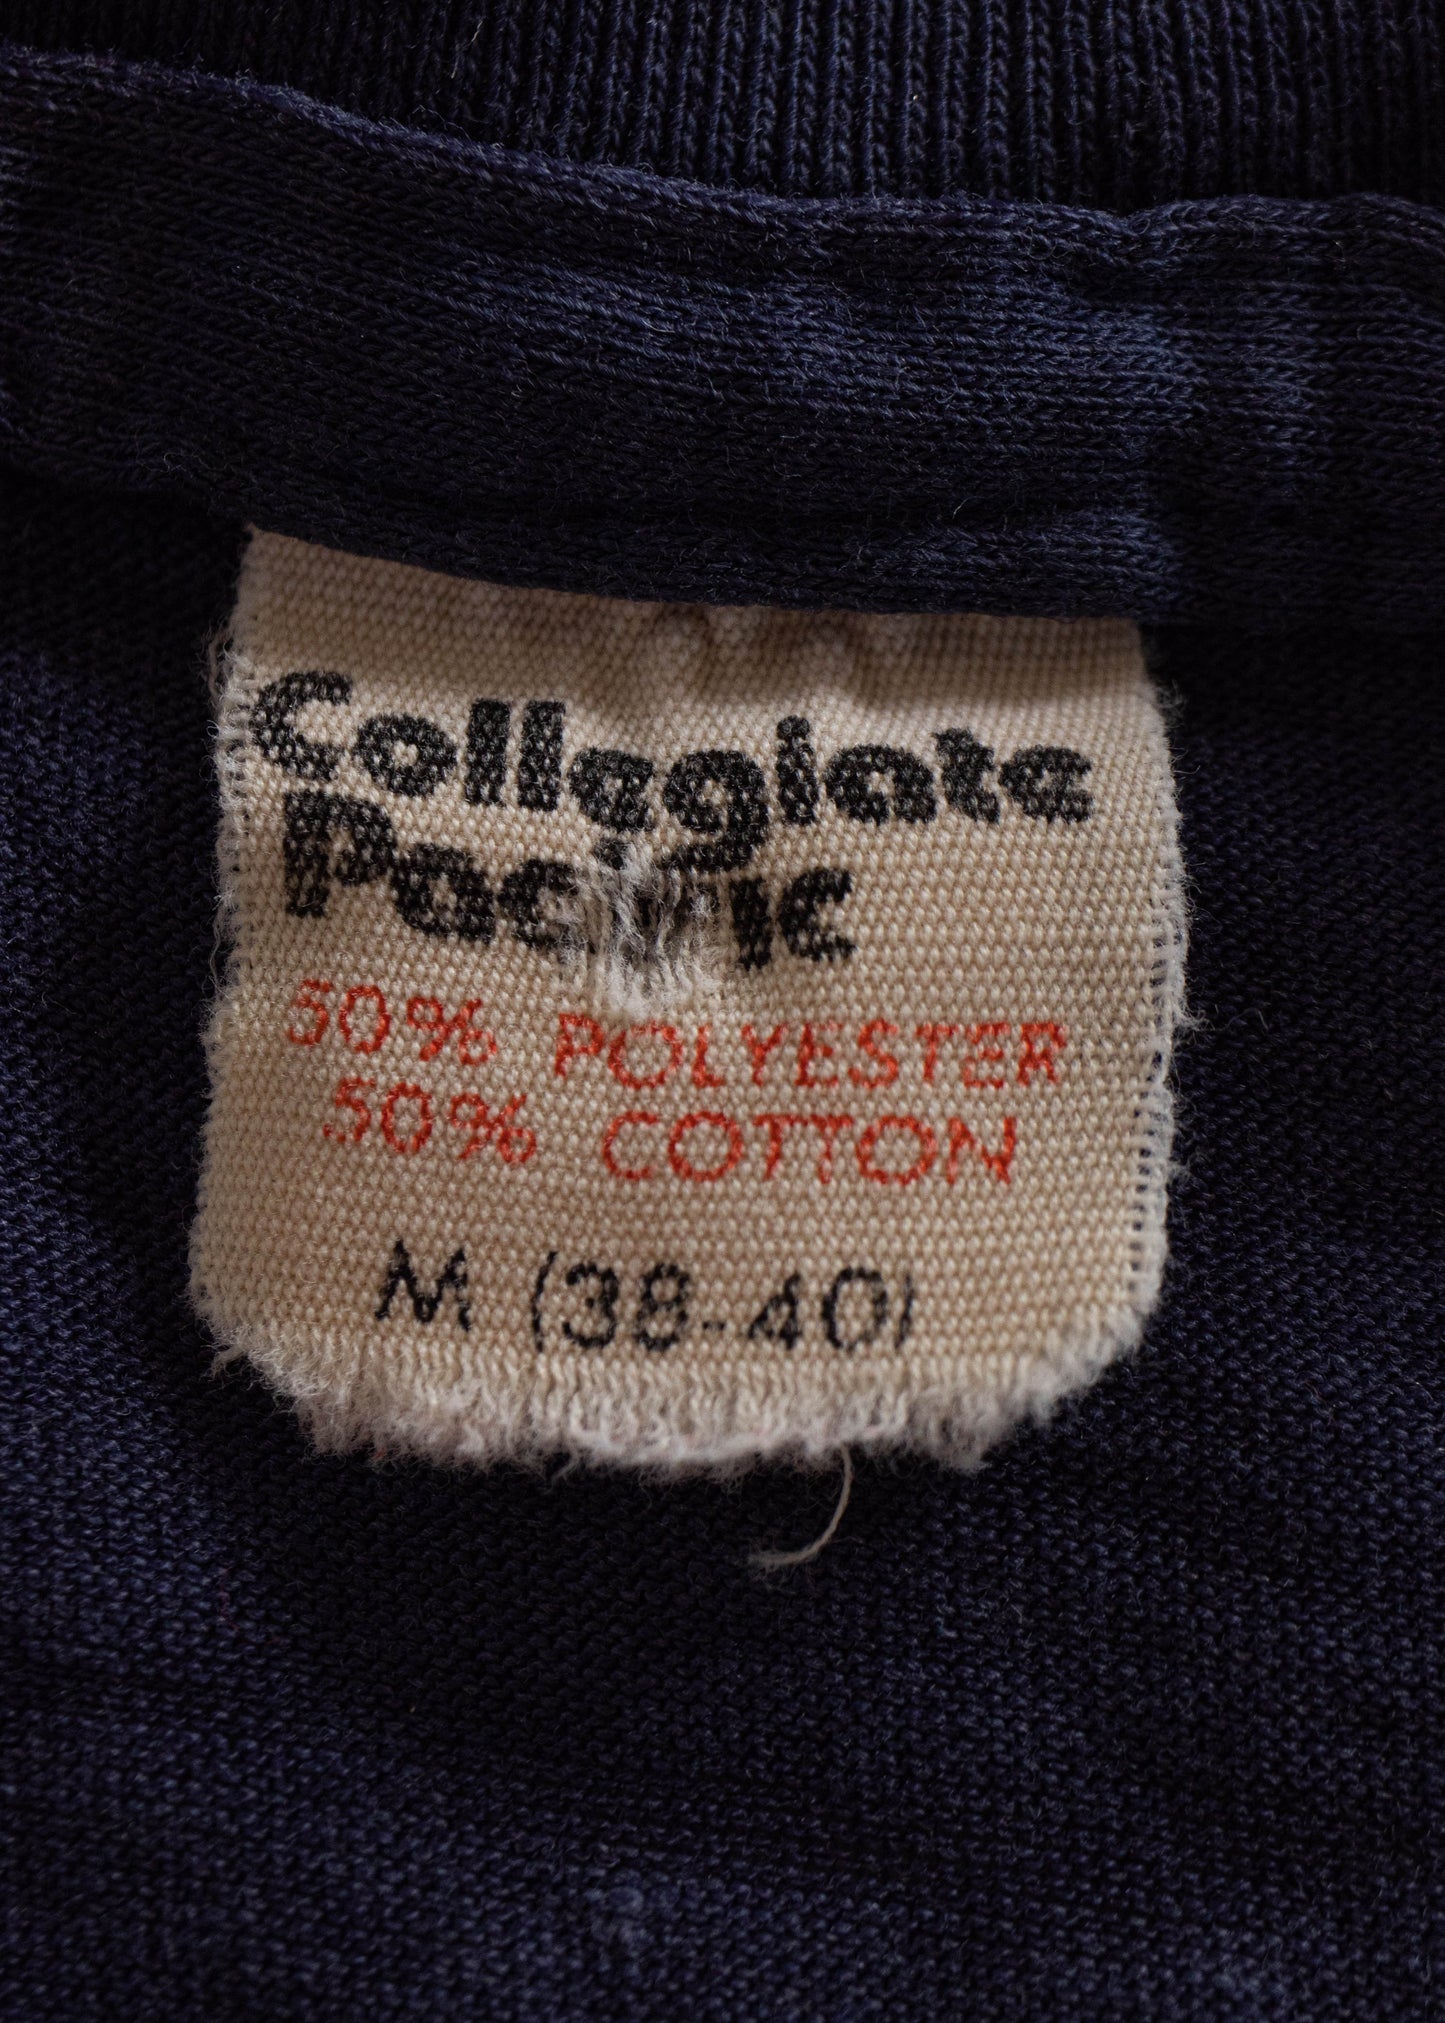 Collegiate
Pacific
50% POLYESTER
50% COTTON
M (38-40)